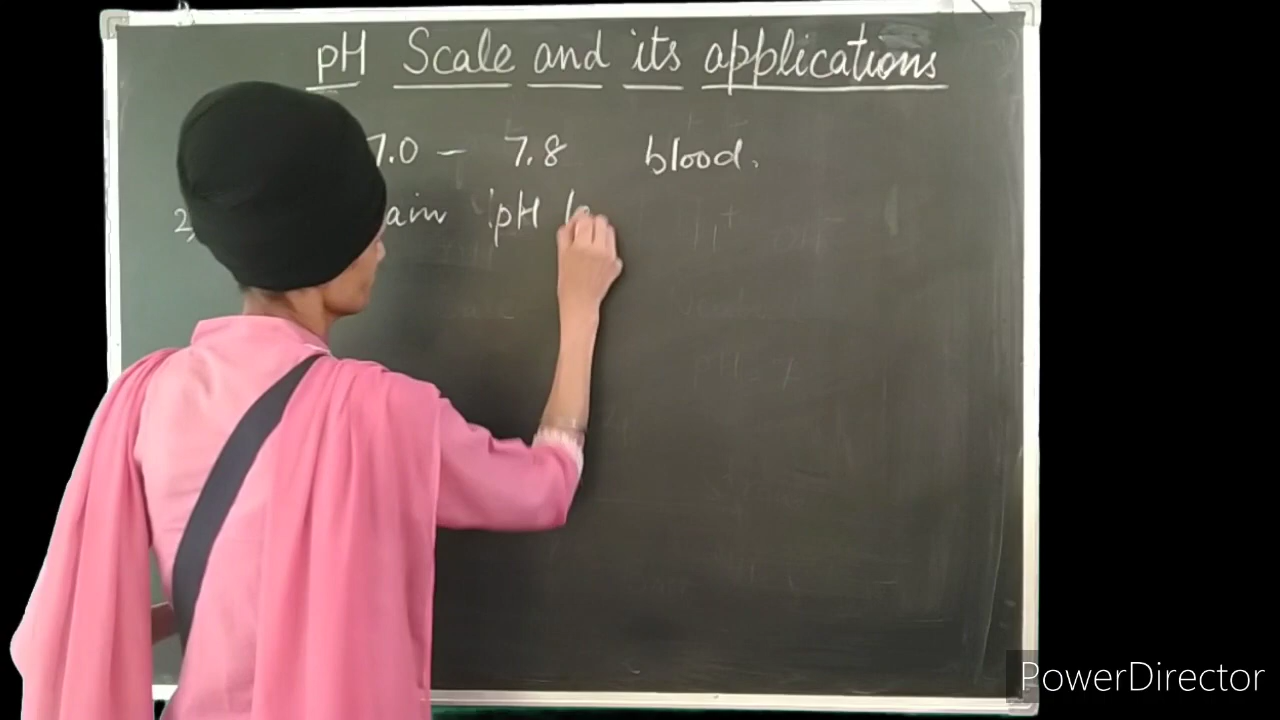 pH Scale and its applications
7.0 – 7.8 blood.
2) ain pH
PowerDirector